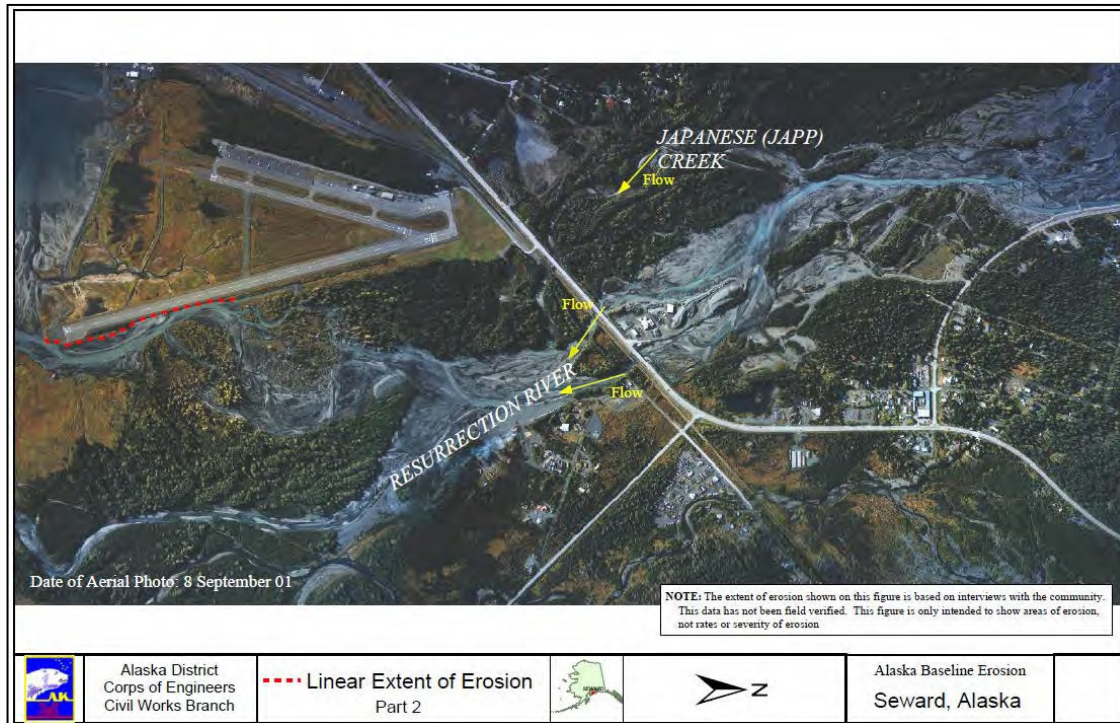 JAPANESE (JAPP)
CREEK
Flow
Flow
Flow
RESURRECTION RIVER
Date of Aerial Photo: 8 September 01
NOTE: The extent of erosion shown on this figure is based on interviews with the community.
This data has not been field verified. This figure is only intended to show areas of erosion,
not rates or severity of erosion
AK
Alaska District
Corps of Engineers
Civil Works Branch
Linear Extent of Erosion
Part 2
SEWARD
N
Alaska Baseline Erosion
Seward, Alaska